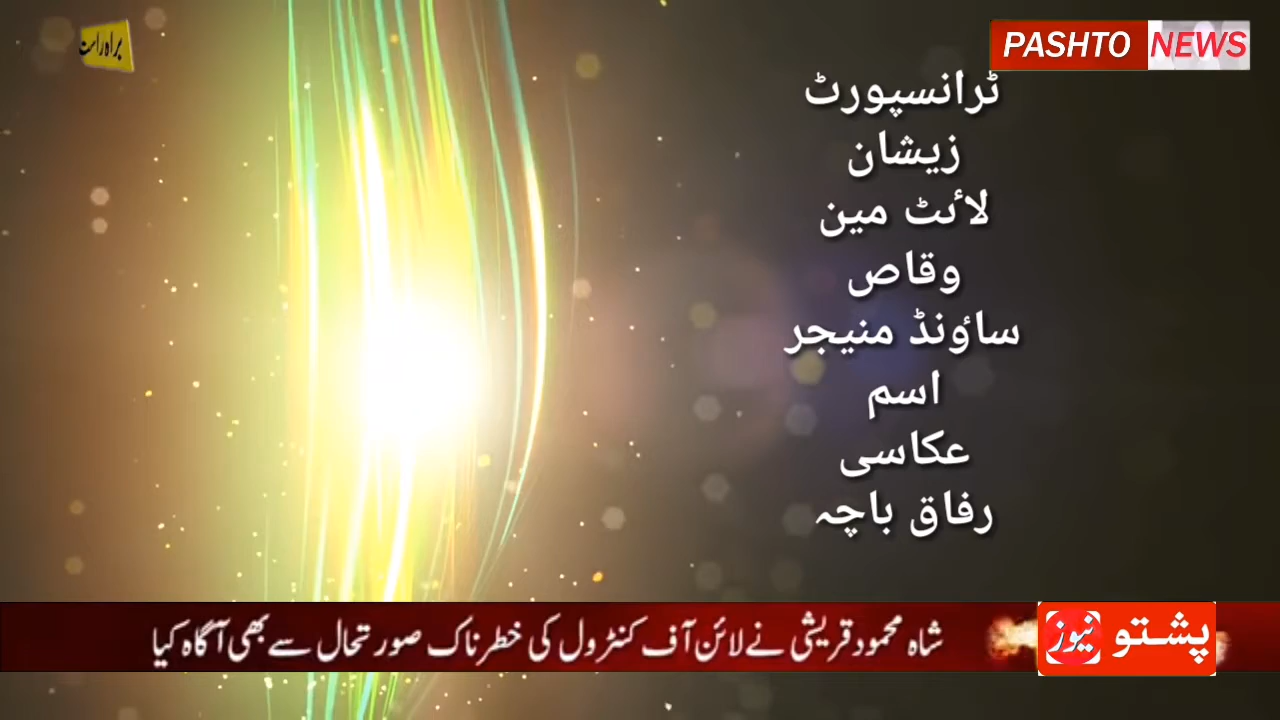 براہ راست
PASHTO NEWS
ٹرانسپورٹ
زیشان
لائٹ مین
وقاص
ساؤنڈ منیجر
اسم
عکاسی
رفاق باچہ
شاہ محمود قریشی نے لائن آف کنٹرول کی خطرناک صورتحال سے بھی آگاہ کیا
پشتو نیوز